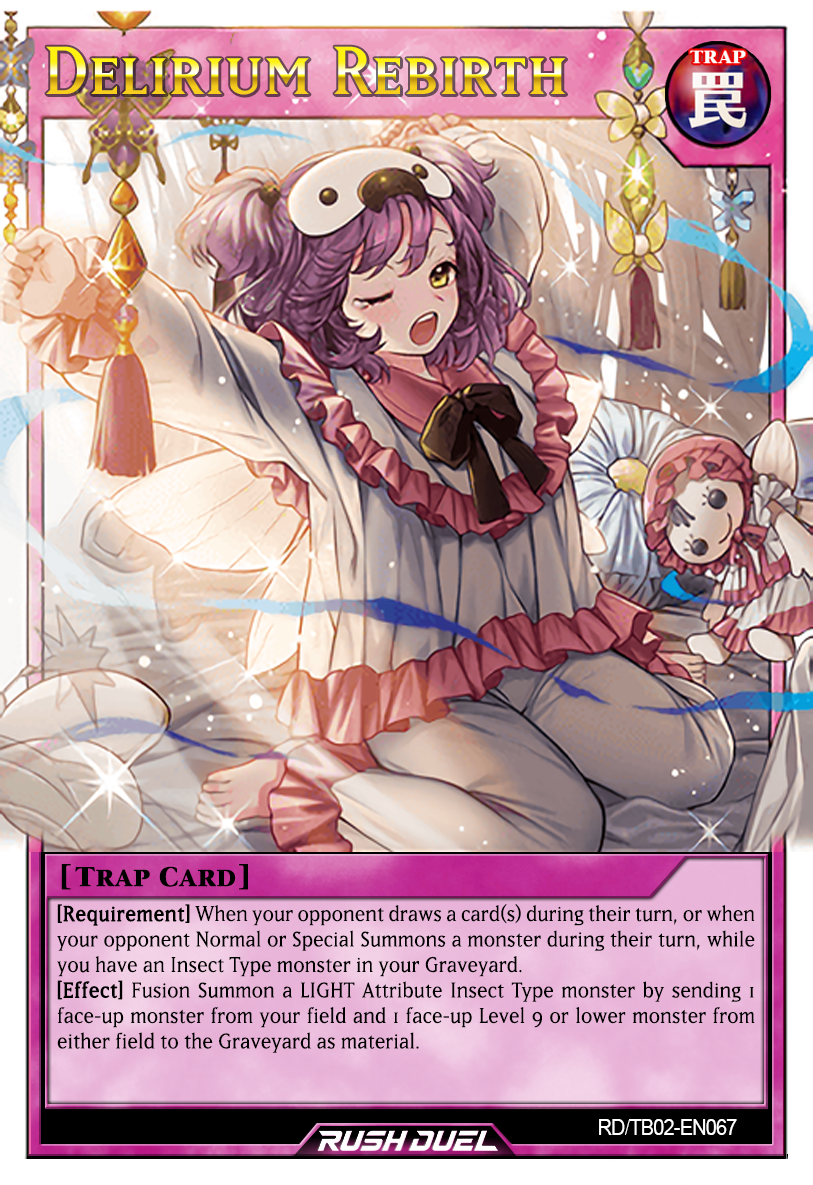 Delirium Rebirth
TRAP
罠
[Trap Card]
[Requirement] When your opponent draws a card(s) during their turn, or when
your opponent Normal or Special Summons a monster during their turn, while
you have an Insect Type monster in your Graveyard.
[Effect] Fusion Summon a LIGHT Attribute Insect Type monster by sending 1
face-up monster from your field and 1 face-up Level 9 or lower monster from
either field to the Graveyard as material.
RD/TB02-EN067
RUSH DUEL